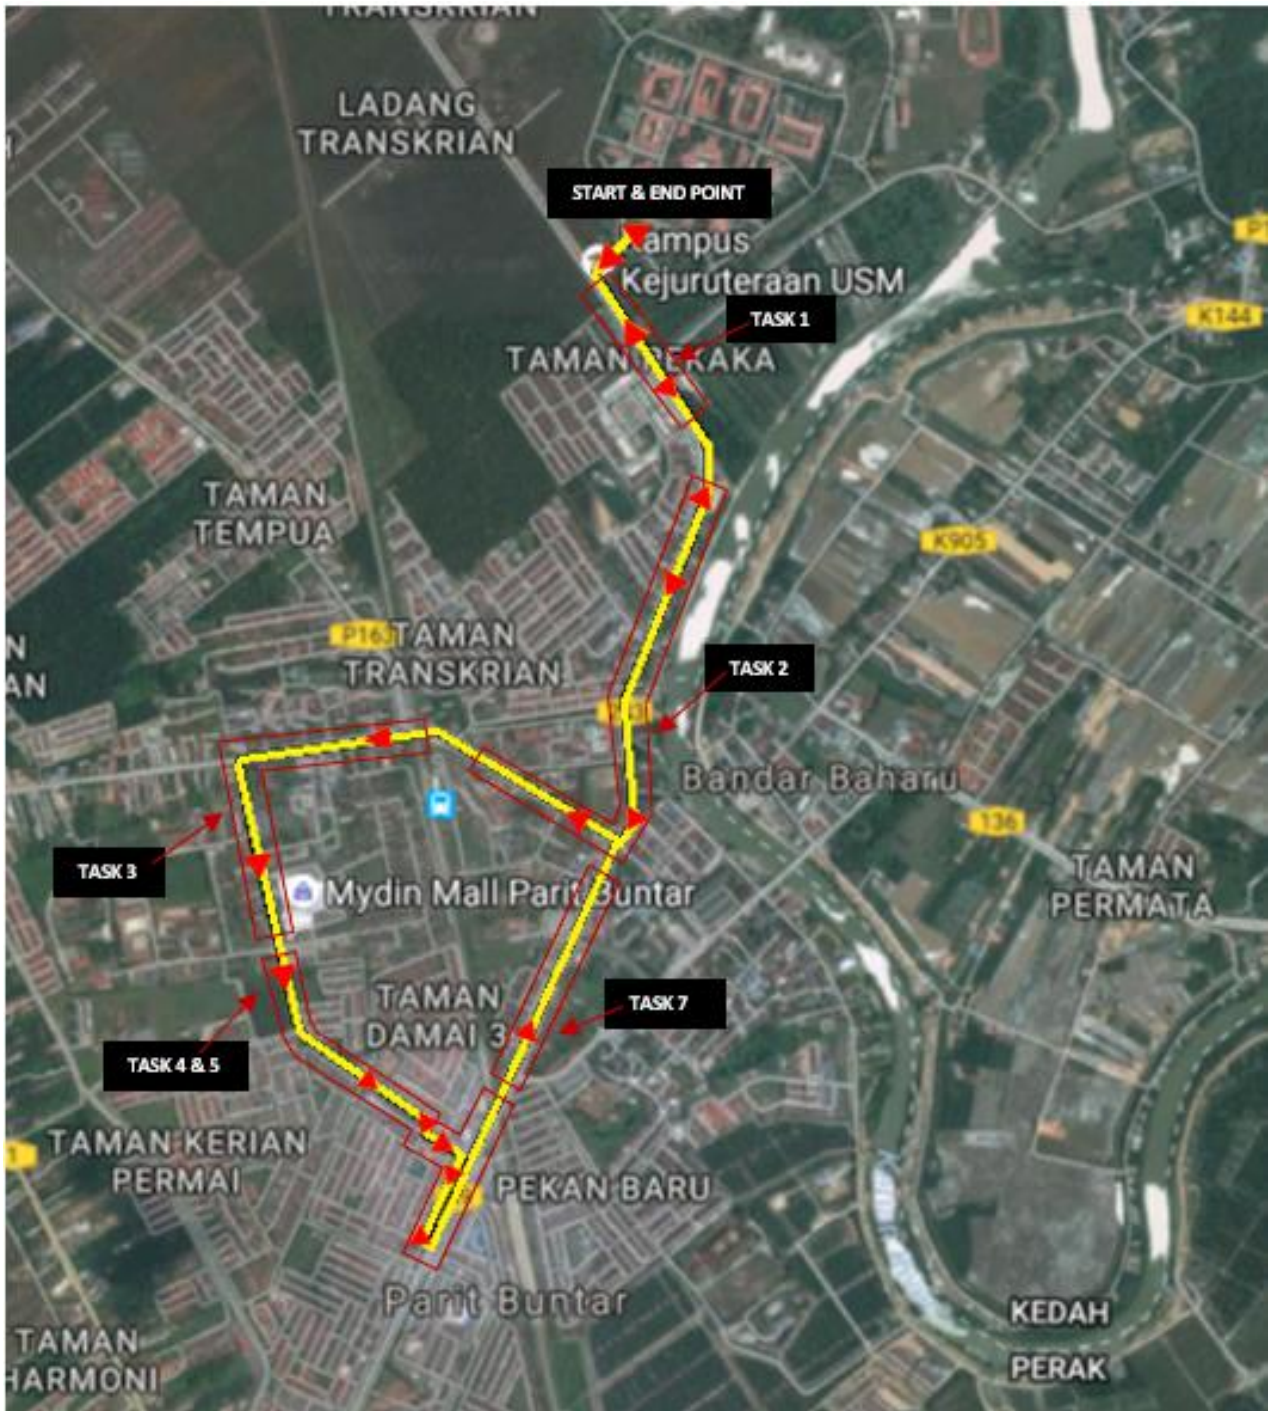 TRANSKRIAN
LADANG
TRANSKRIAN
START & END POINT
Kampus
Kejuruteraan USM
TASK 1
K144
TAMAN PEKAKA
TAMAN
TEMPUA
K905
P163
TAMAN
TRANSKRIAN
TASK 2
Bandar Baharu
136
TASK 3
Mydin Mall Parit Buntar
TAMAN
PERMATA
TAMAN
DAMAI 3
TASK 7
TASK 4 & 5
TAMAN KERIAN
PERMAI
PEKAN BARU
Parit Buntar
KEDAH
PERAK
TAMAN
HARMONI